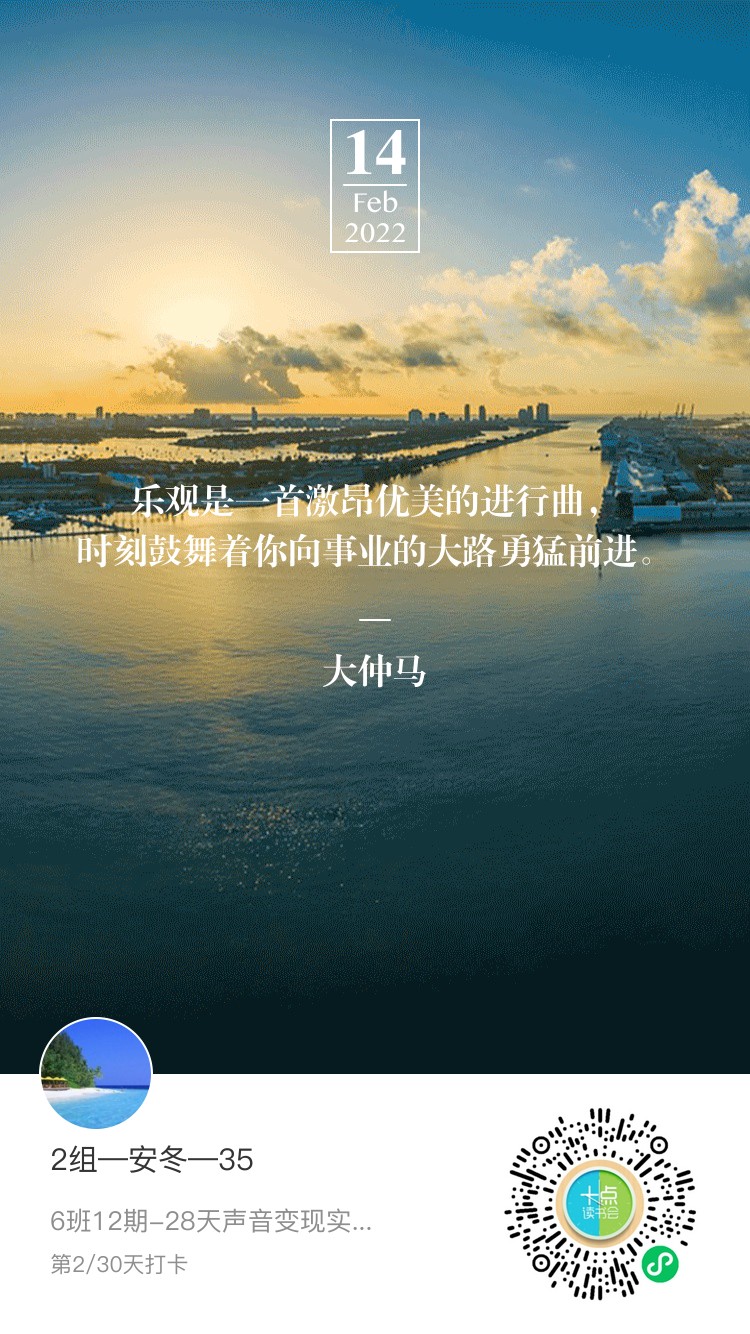 14
Feb
2022
乐观是一首激昂优美的进行曲，
时刻鼓舞着你向事业的大路勇猛前进。
—
大仲马
2组—安冬—35
6班12期-28天声音变现实...
第2/30天打卡
十点
读书会